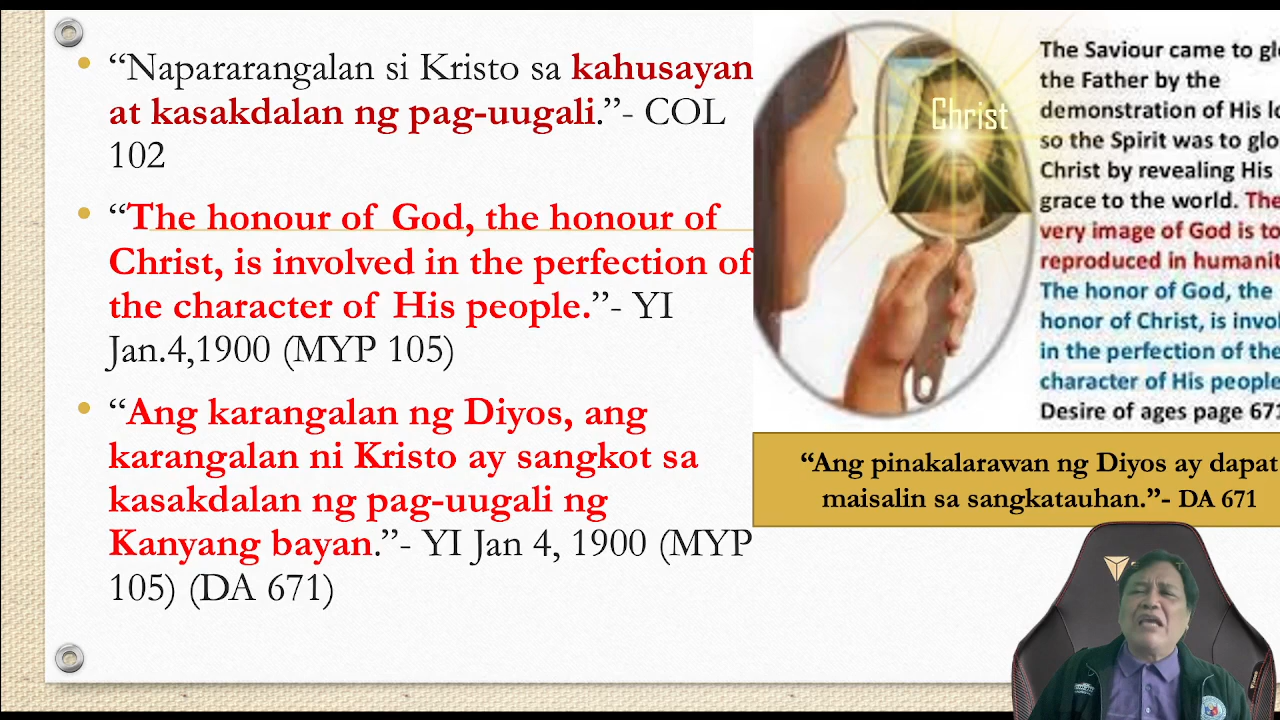 “Napararangalan si Kristo sa kahusayan
at kasakdalan ng pag-uugali.”- COL
102
“The honour of God, the honour of
Christ, is involved in the perfection of
the character of His people.”- YI
Jan.4,1900 (MYP 105)
“Ang karangalan ng Diyos, ang
karangalan ni Kristo ay sangkot sa
kasakdalan ng pag-uugali ng
Kanyang bayan.”- YI Jan 4, 1900 (MYP
105) (DA 671)
Christ
The Saviour came to
the Father by the
demonstration of His
so the Spirit was to
Christ by revealing His
grace to the world. The
very image of God is to
reproduced in
The honor of God, the
honor of Christ, is
in the perfection of the
character of His people
Desire of ages page 671
“Ang pinakalarawan ng Diyos ay dapat
maisalin sa sangkatauhan.”- DA 671